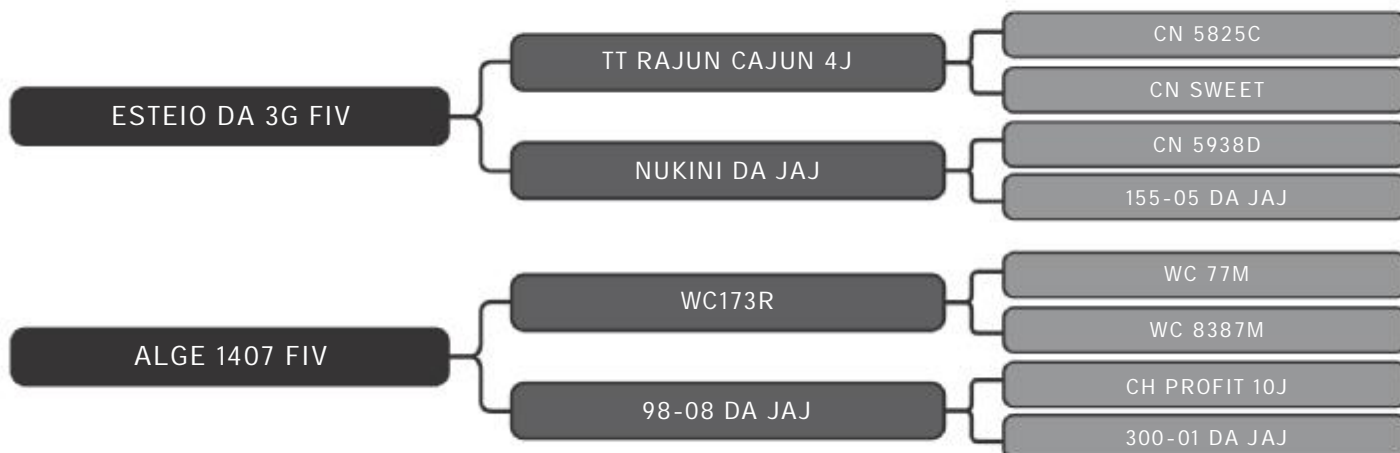 CN 5825C
TT RAJUN CAJUN 4J
CN SWEET
ESTEIO DA 3G FIV
CN 5938D
NUKINI DA JAJ
155-05 DA JAJ
WC 77M
WC173R
WC 8387M
ALGE 1407 FIV
CH PROFIT 10J
98-08 DA JAJ
300-01 DA JAJ